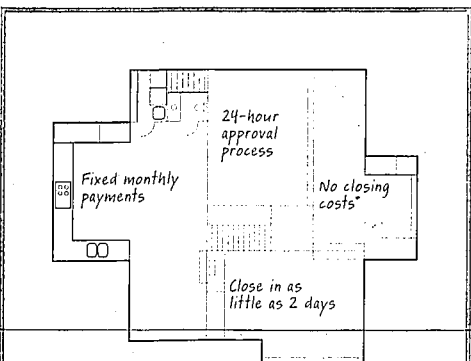 24-hour
approval
process
Fixed monthly
payments
No closing
costs*
Close in as
little as 2 days